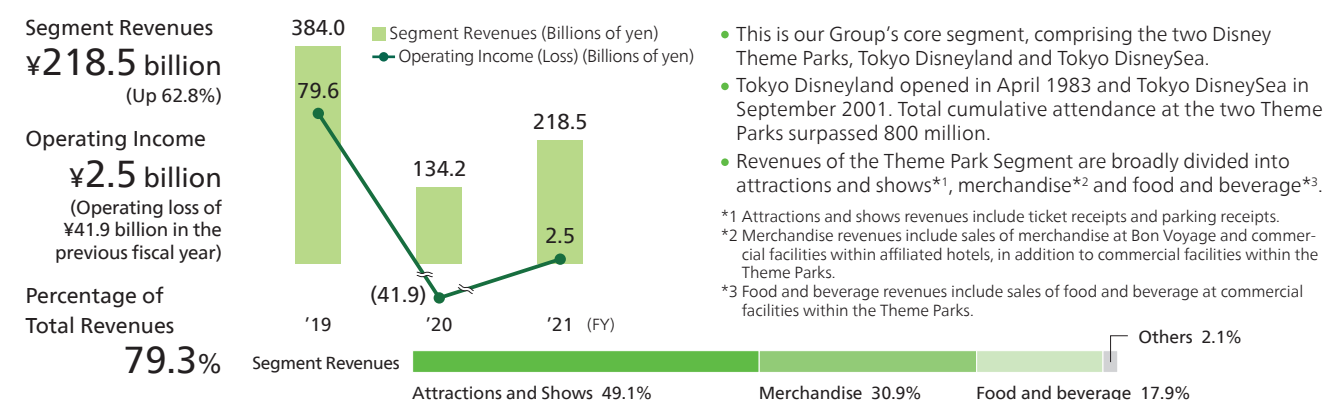 Segment Revenues
¥218.5 billion
(Up 62.8%)
Operating Income
¥2.5 billion
(Operating loss of
¥41.9 billion in the
previous fiscal year)
Percentage of
Total Revenues
79.3%
384.0
Segment Revenues (Billions of yen)
Operating Income (Loss) (Billions of yen)
79.6
134.2
218.5
2.5
(41.9)
’19
’20
’21 (FY)
• This is our Group’s core segment, comprising the two Disney
Theme Parks, Tokyo Disneyland and Tokyo DisneySea.
• Tokyo Disneyland opened in April 1983 and Tokyo DisneySea in
September 2001. Total cumulative attendance at the two Theme
Parks surpassed 800 million.
• Revenues of the Theme Park Segment are broadly divided into
attractions and shows*1, merchandise*2 and food and beverage*3.
*1 Attractions and shows revenues include ticket receipts and parking receipts.
*2 Merchandise revenues include sales of merchandise at Bon Voyage and commer-
cial facilities within affiliated hotels, in addition to commercial facilities within the
Theme Parks.
*3 Food and beverage revenues include sales of food and beverage at commercial
facilities within the Theme Parks.
Others 2.1%
Segment Revenues
Attractions and Shows 49.1%
Merchandise 30.9%
Food and beverage 17.9%